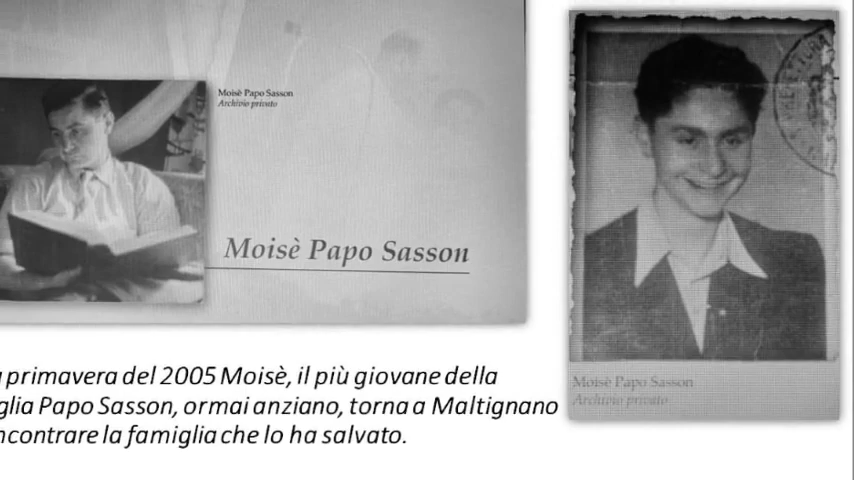 Moisè Papo Sasson
Archivio privato
Moisè Papo Sasson
primavera del 2005 Moisè, il più giovane della
glia Papo Sasson, ormai anziano, torna a Maltignano
ncontrare la famiglia che lo ha salvato.
Moisè Papo Sasson
Archivio privato